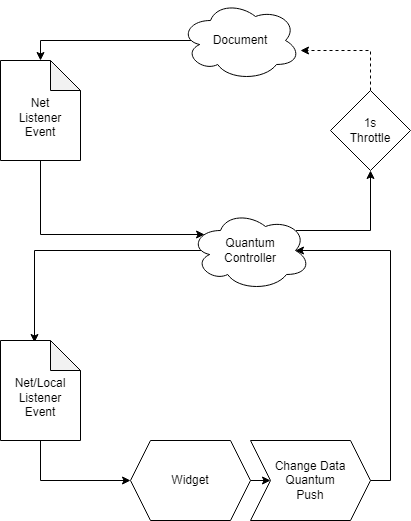 Document
Net
Listener
Event
1s
Throttle
Quantum
Controller
Net/Local
Listener
Event
Widget
Change Data
Quantum
Push